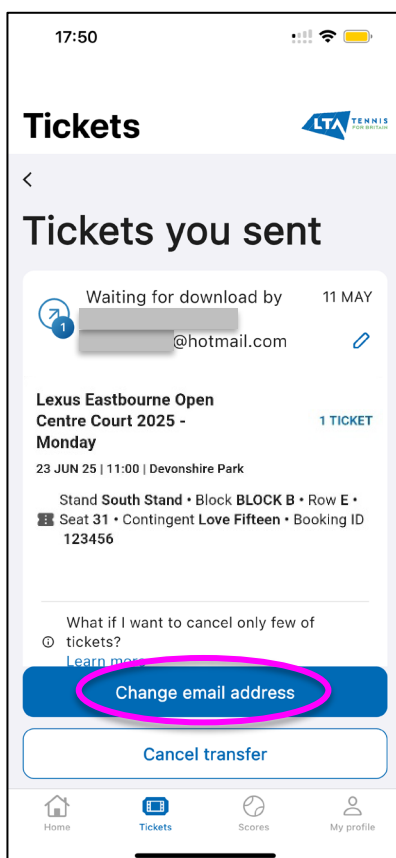 17:50
Tickets
LTA TENNIS
FOR BRITAIN
Tickets you sent
Waiting for download by
11 MAY
1
@hotmail.com
Lexus Eastbourne Open
Centre Court 2025 -
Monday
1 TICKET
23 JUN 25 | 11:00 | Devonshire Park
Stand South Stand • Block BLOCK B • Row E •
Seat 31 • Contingent Love Fifteen • Booking ID
123456
What if I want to cancel only few of
tickets?
Learn more
Change email address
Cancel transfer
Home
Tickets
Scores
My profile